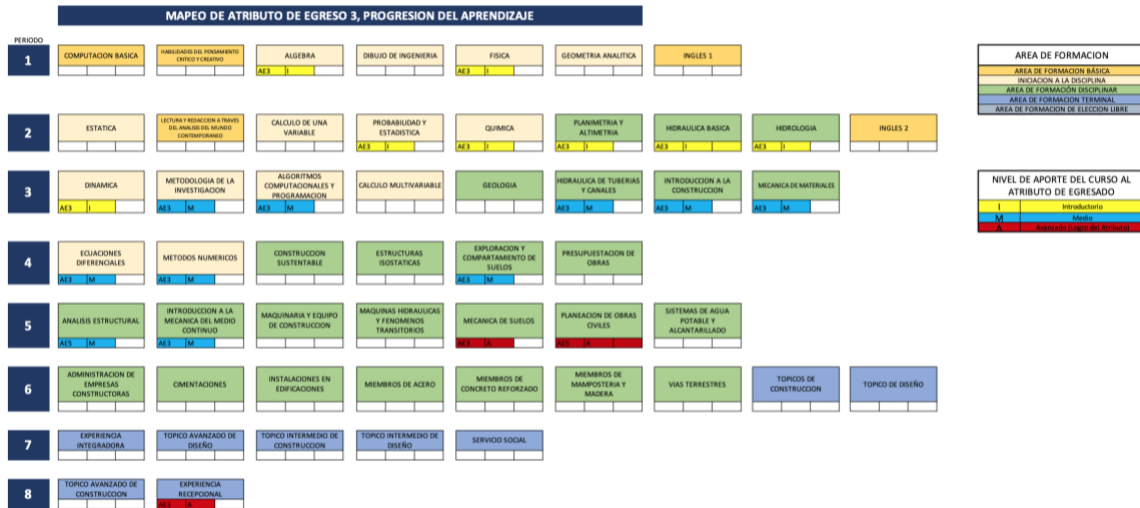 MAPEO DE ATRIBUTO DE EGRESO 3, PROGRESION DEL APRENDIZAJE
PERIODO
1
COMPUTACION BASICA
HABILIDADES DEL PENSAMIENTO
CRITICO Y CREATIVO
ALGEBRA
AE3 I
DIBUJO DE INGENIERIA
FISICA
AE3 I
GEOMETRIA ANALITICA
INGLES 1
AREA DE FORMACION
AREA DE FORMACION BÁSICA
INICIACION A LA DISCIPLINA
AREA DE FORMACIÓN DISCIPLINAR
AREA DE FORMACION TERMINAL
AREA DE FORMACION DE ELECCION LIBRE
2
ESTATICA
LECTURA Y REDACCION A TRAVES
DEL ANALISIS DEL MUNDO
CONTEMPORANEO
CALCULO DE UNA
VARIABLE
PROBABILIDAD Y
ESTADISTICA
AE3 I
QUIMICA
AE3 I
PLANIMETRIA Y
ALTIMETRIA
AE3 I
HIDRAULICA BASICA
AE3 I
HIDROLOGIA
AE3 I
INGLES 2
3
DINAMICA
AE3 I
METODOLOGIA DE LA
INVESTIGACION
AE3 M
ALGORITMOS
COMPUTACIONALES Y
PROGRAMACION
AE3 M
CALCULO MULTIVARIABLE
GEOLOGIA
HIDRAULICA DE TUBERIAS
Y CANALES
AE3 M
INTRODUCCION A LA
CONSTRUCCION
AE3 M
MECANICA DE MATERIALES
AE3 M
NIVEL DE APORTE DEL CURSO AL
ATRIBUTO DE EGRESADO
I Introductorio
M Medio
A Avanzado (Logro del Atributo)
4
ECUACIONES
DIFERENCIALES
AE3 M
METODOS NUMERICOS
AE3 M
CONSTRUCCION
SUSTENTABLE
ESTRUCTURAS
ISOSTATICAS
EXPLORACION Y
COMPARTAMIENTO DE
SUELOS
AE3 M
PRESUPUESTACION DE
OBRAS
5
ANALISIS ESTRUCTURAL
AE5 M
INTRODUCCION A LA
MECANICA DEL MEDIO
CONTINUO
AE3 M
MAQUINARIA Y EQUIPO
DE CONSTRUCCION
MAQUINAS HIDRAULICAS
Y FENOMENOS
TRANSITORIOS
MECANICA DE SUELOS
AE3 A
PLANEACION DE OBRAS
CIVILES
A
SISTEMAS DE AGUA
POTABLE Y
ALCANTARILLADO
6
ADMINISTRACION DE
EMPRESAS
CONSTRUCTORAS
CIMENTACIONES
INSTALACIONES EN
EDIFICACIONES
MIEMBROS DE ACERO
MIEMBROS DE
CONCRETO REFORZADO
MIEMBROS DE
MAMPOSTERIA Y
MADERA
VIAS TERRESTRES
TOPICOS DE
CONSTRUCCION
TOPICO DE DISEÑO
7
EXPERIENCIA
INTEGRADORA
TOPICO AVANZADO DE
DISEÑO
TOPICO INTERMEDIO DE
CONSTRUCCION
TOPICO INTERMEDIO DE
DISEÑO
SERVICIO SOCIAL
8
TOPICO AVANZADO DE
CONSTRUCCION
EXPERIENCIA
RECEPCIONAL
AE3 A